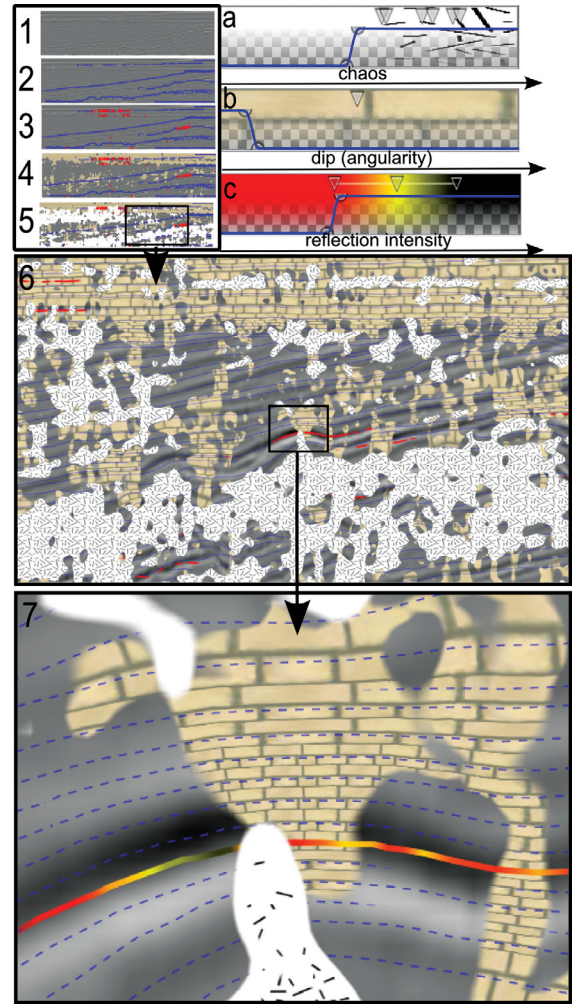 1
2
3
4
5
a
chaos
b
dip (angularity)
c
reflection intensity
6
7